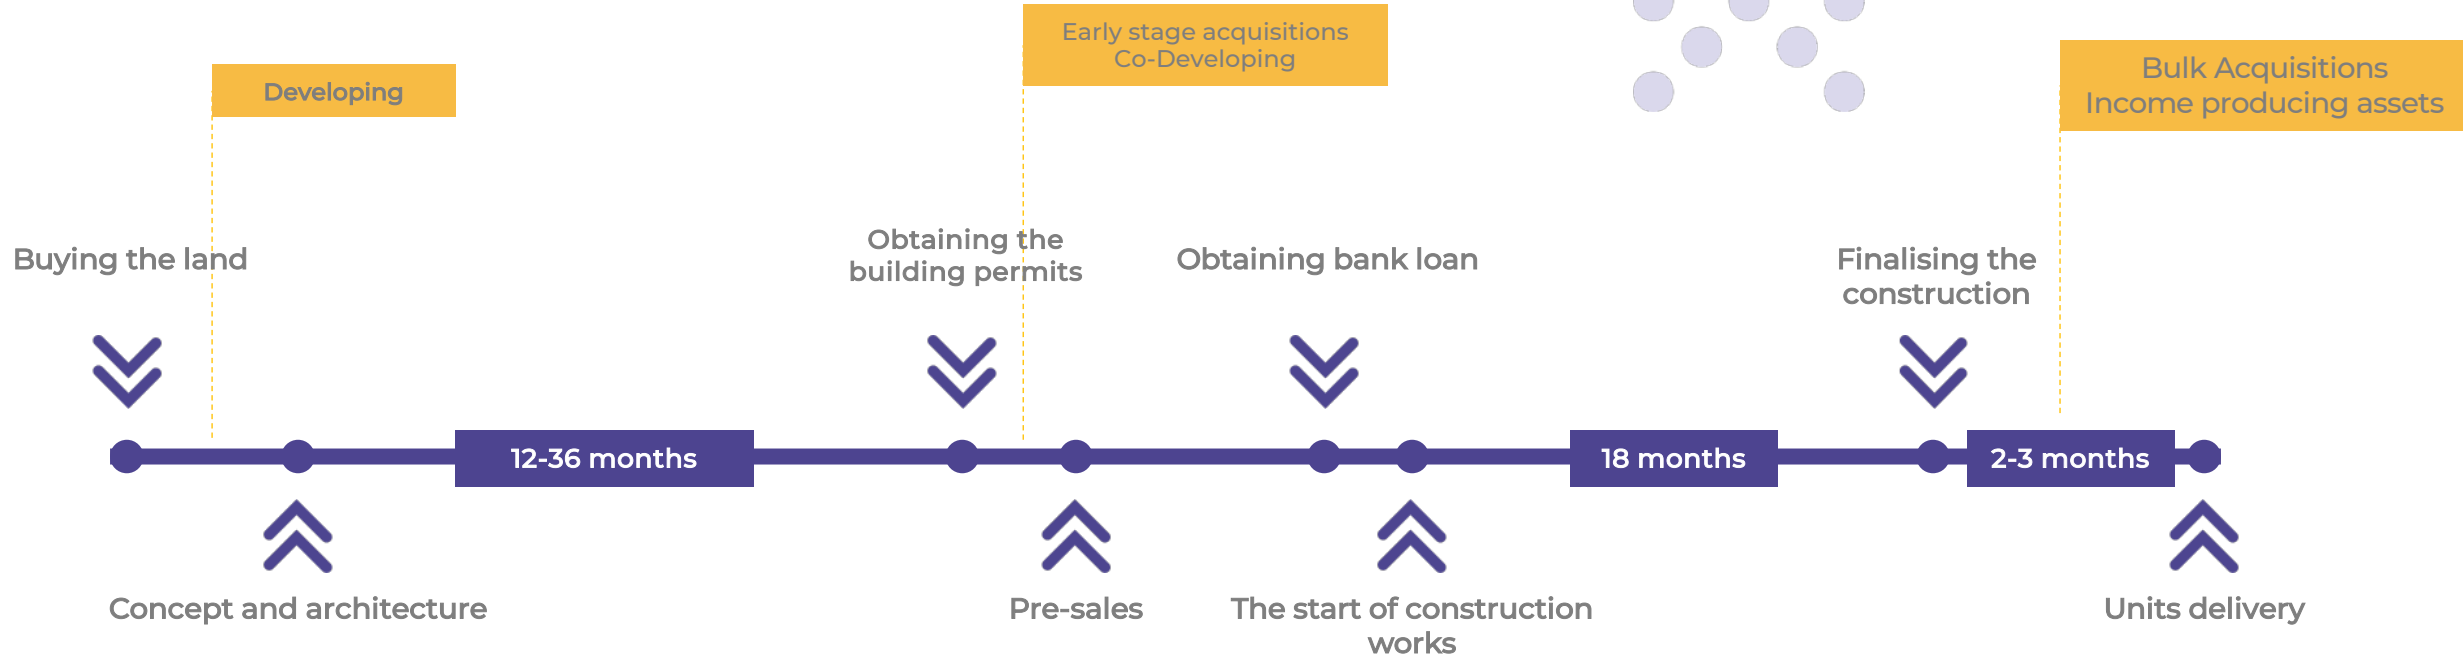 Early stage acquisitions
Co-Developing
Developing
Bulk Acquisitions
Income producing assets
Buying the land
Obtaining the
building permits
Obtaining bank loan
Finalising the
construction
12-36 months
18 months
2-3 months
Concept and architecture
Pre-sales
The start of construction
works
Units delivery